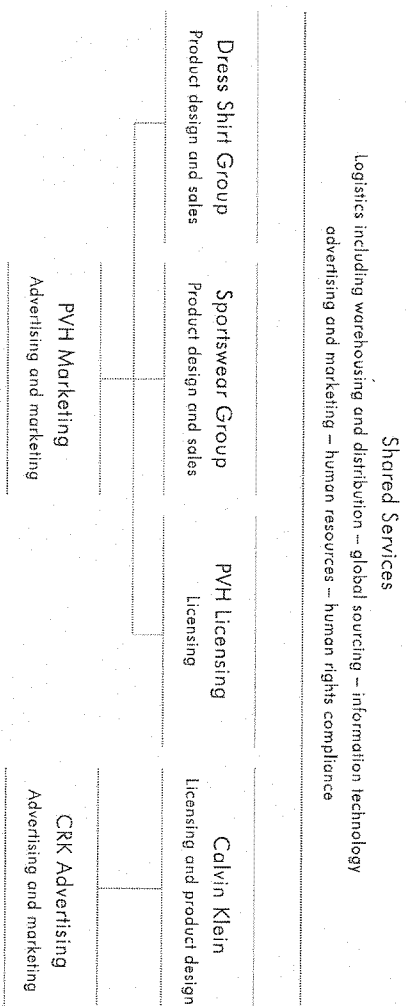 Shared Services
Logistics including warehousing and distribution – global sourcing – information technology
advertising and marketing – human resources – human rights compliance
Dress Shirt Group
Product design and sales
Sportswear Group
Product design and sales
PVH Licensing
Licensing
Calvin Klein
Licensing and product design
PVH Marketing
Advertising and marketing
CRK Advertising
Advertising and marketing